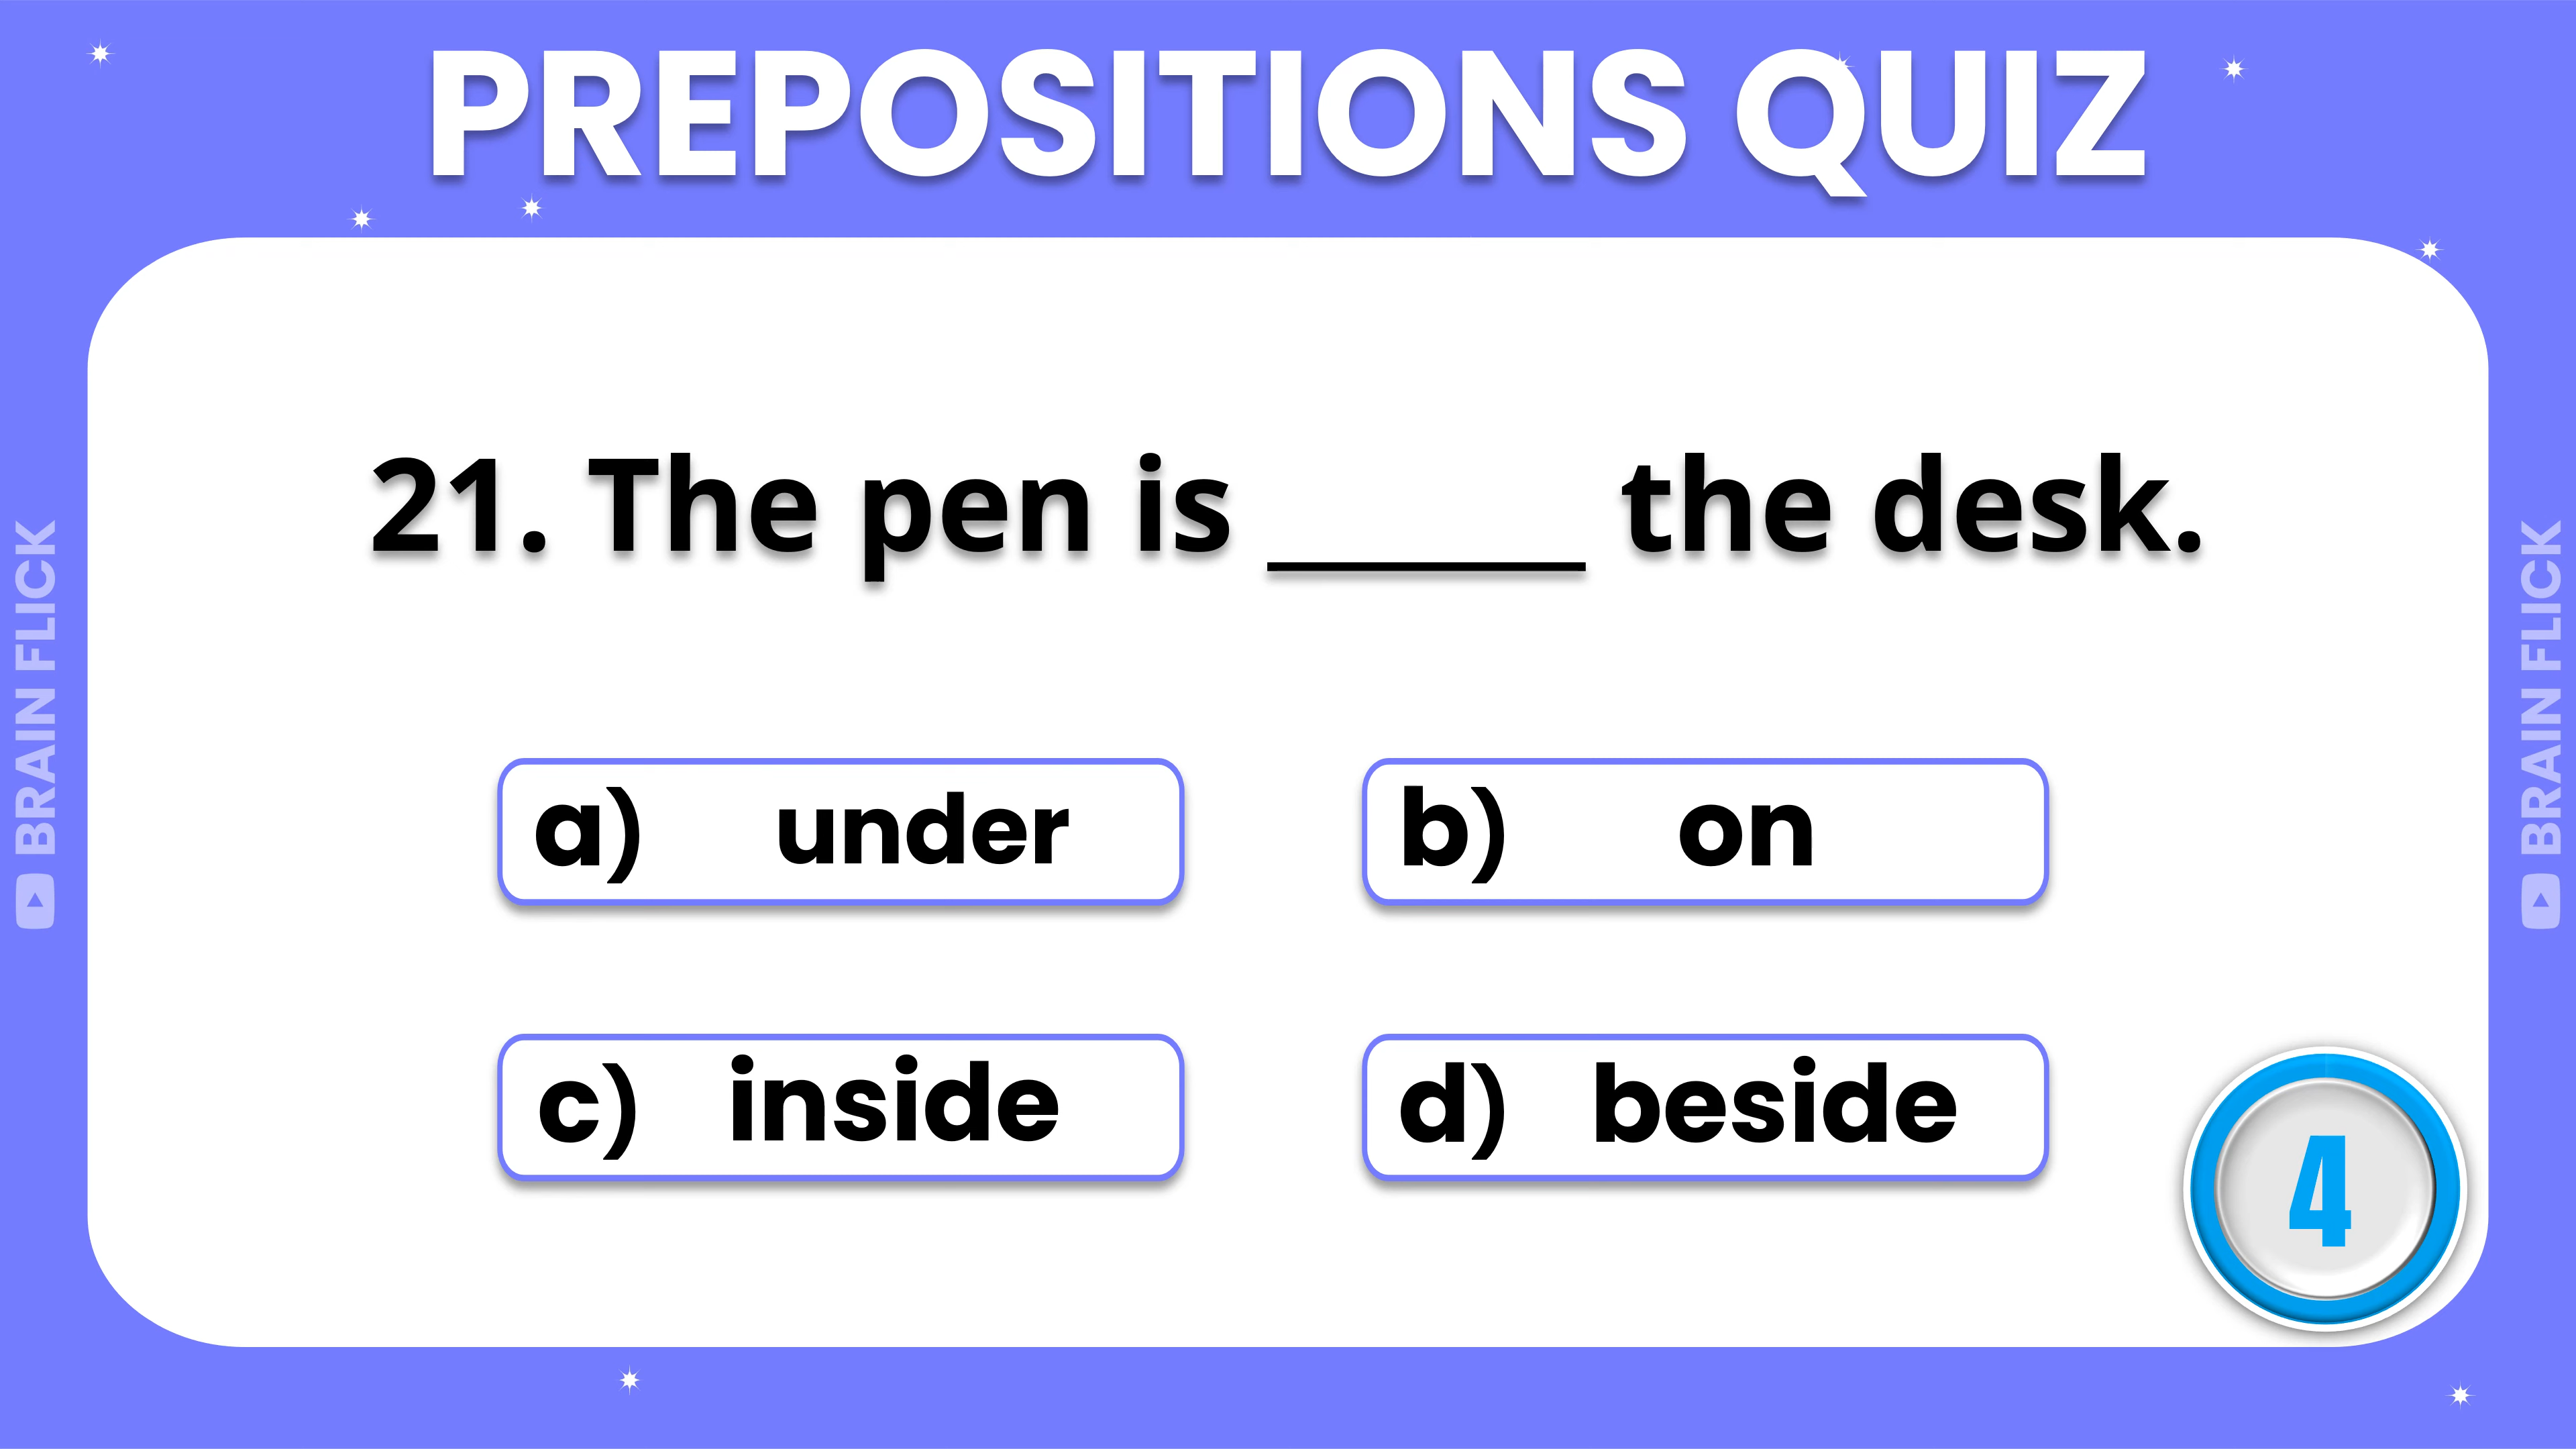 PREPOSITIONS QUIZ
21. The pen is ______ the desk.
a) under
b) on
c) inside
d) beside
4
BRAIN FLICK
BRAIN FLICK